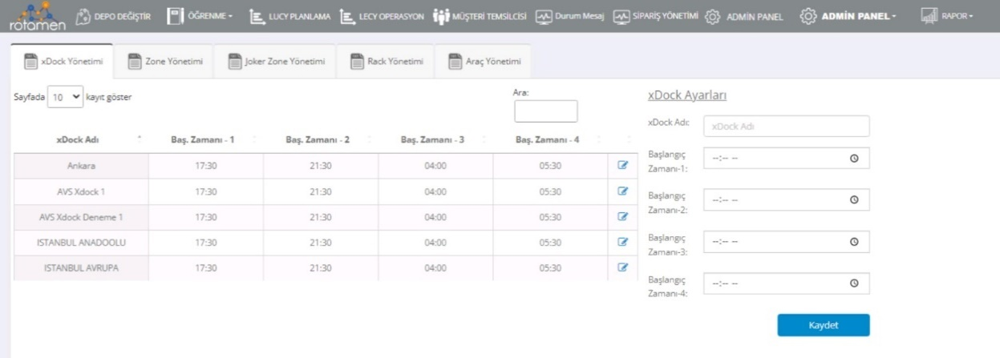 rotamen DEPO DEĞİŞTİR ÖĞRENME LUCY PLANLAMA LECY OPERASYON MÜŞTERİ TEMSİLCİSİ Durum Mesaj SİPARİŞ YÖNETİMİ ADMİN PANEL ADMİN PANEL RAPOR
xDock Yönetimi Zone Yönetimi Joker Zone Yönetimi Rack Yönetimi Araç Yönetimi
Sayfada 10 kayıt göster
Ara:
xDock Adı Baş. Zamanı - 1 Baş. Zamanı - 2 Baş. Zamanı - 3 Baş. Zamanı - 4
Ankara 17:30 21:30 04:00 05:30
AVS Xdock 1 17:30 21:30 04:00 05:30
AVS Xdock Deneme 1 17:30 21:30 04:00 05:30
ISTANBUL ANADOOLU 17:30 21:30 04:00 05:30
ISTANBUL AVRUPA 17:30 21:30 04:00 05:30
xDock Ayarları
xDock Adı: xDock Adı
Başlangıç
Zamanı-1: --:-- --
Başlangıç
Zamanı-2: --:-- --
Başlangıç
Zamanı-3: --:-- --
Başlangıç
Zamanı-4: --:-- --
Kaydet